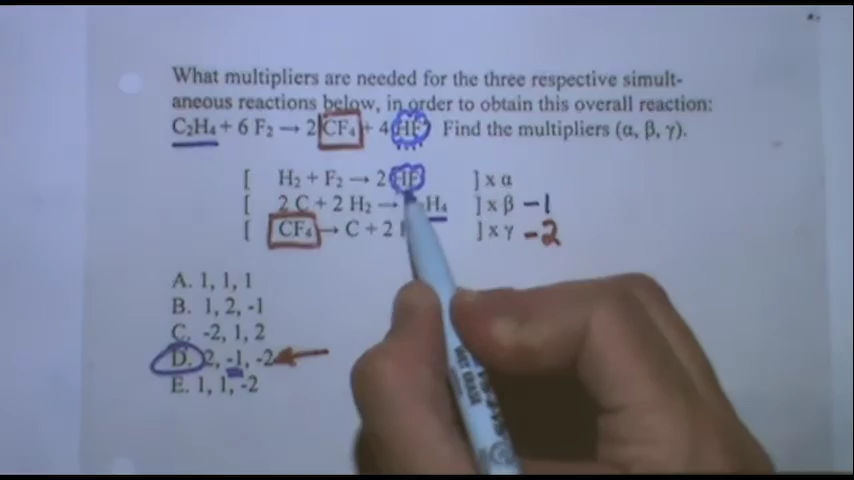 What multipliers are needed for the three respective simult-
aneous reactions below, in order to obtain this overall reaction:
C₂H₄ + 6 F₂ → 2 CF₄ + 4 HF Find the multipliers (α, β, γ).
[ H₂ + F₂ → 2 HF ] x α
[ 2 C + 2 H₂ → H₄ ] x β -1
[ CF₄ → C + 2 ] x γ -2
A. 1, 1, 1
B. 1, 2, -1
C. -2, 1, 2
D. 2, -1, -2
E. 1, 1, -2